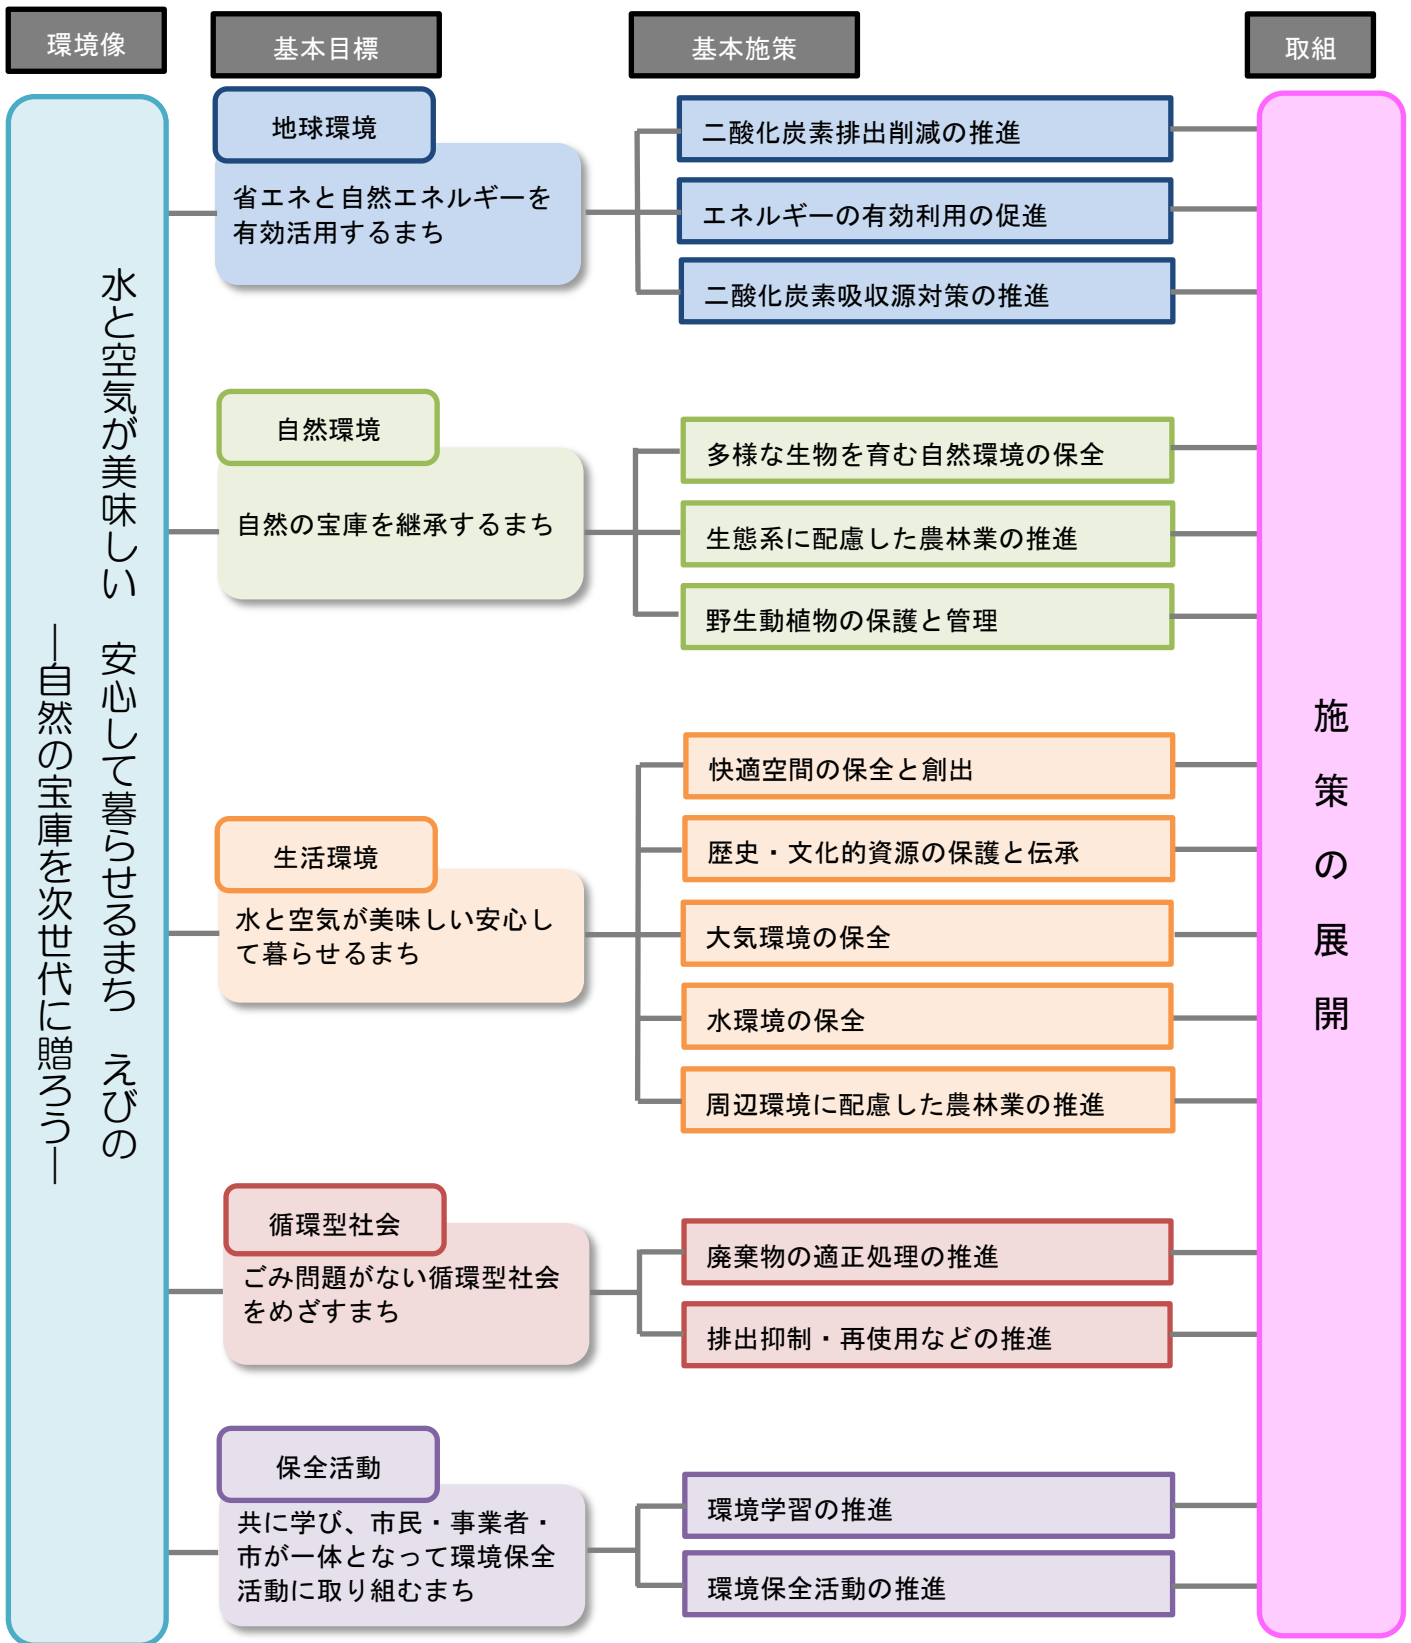 環境像
基本目標
基本施策
取組
水と空気が美味しい　安心して暮らせるまち　えびの
―自然の宝庫を次世代に贈ろう―
地球環境
省エネと自然エネルギーを
有効活用するまち
二酸化炭素排出削減の推進
エネルギーの有効利用の促進
二酸化炭素吸収源対策の推進
自然環境
自然の宝庫を継承するまち
多様な生物を育む自然環境の保全
生態系に配慮した農林業の推進
野生動植物の保護と管理
生活環境
水と空気が美味しい安心し
て暮らせるまち
快適空間の保全と創出
歴史・文化的資源の保護と伝承
大気環境の保全
水環境の保全
周辺環境に配慮した農林業の推進
循環型社会
ごみ問題がない循環型社会
をめざすまち
廃棄物の適正処理の推進
排出抑制・再使用などの推進
保全活動
共に学び、市民・事業者・
市が一体となって環境保全
活動に取り組むまち
環境学習の推進
環境保全活動の推進
施策の展開